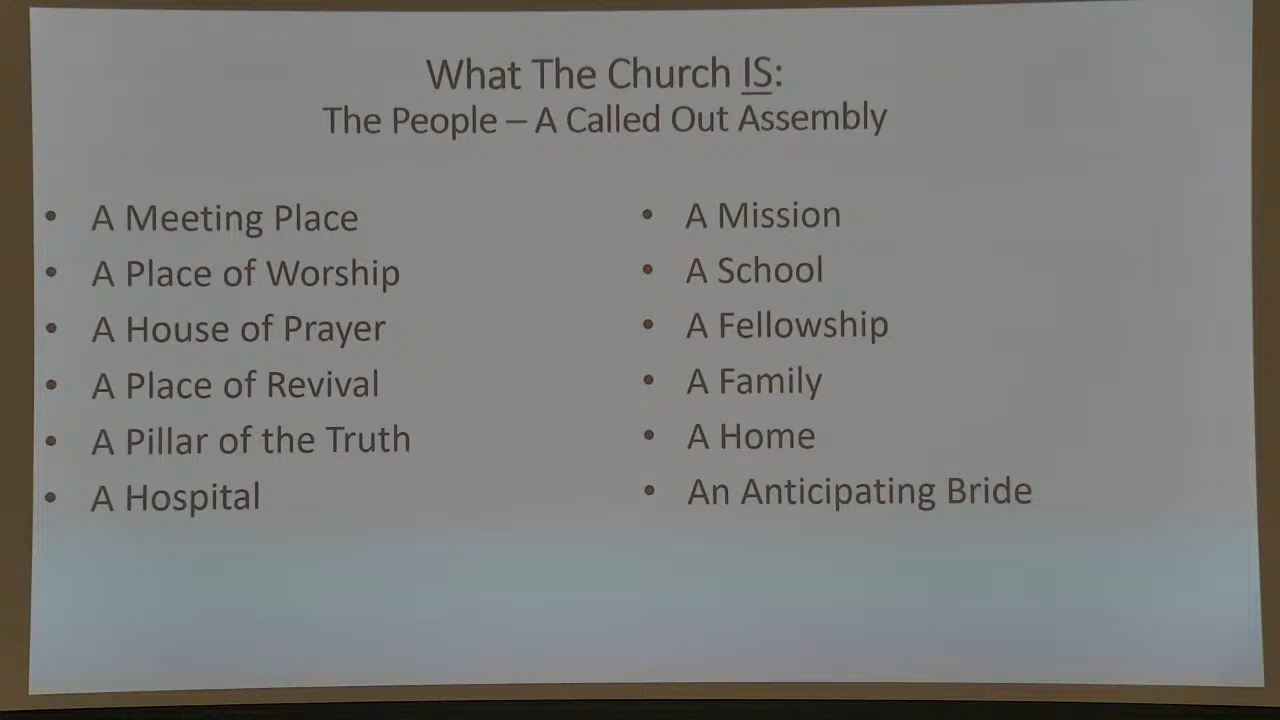 What The Church IS:
The People – A Called Out Assembly
• A Meeting Place
• A Place of Worship
• A House of Prayer
• A Place of Revival
• A Pillar of the Truth
• A Hospital
• A Mission
• A School
• A Fellowship
• A Family
• A Home
• An Anticipating Bride